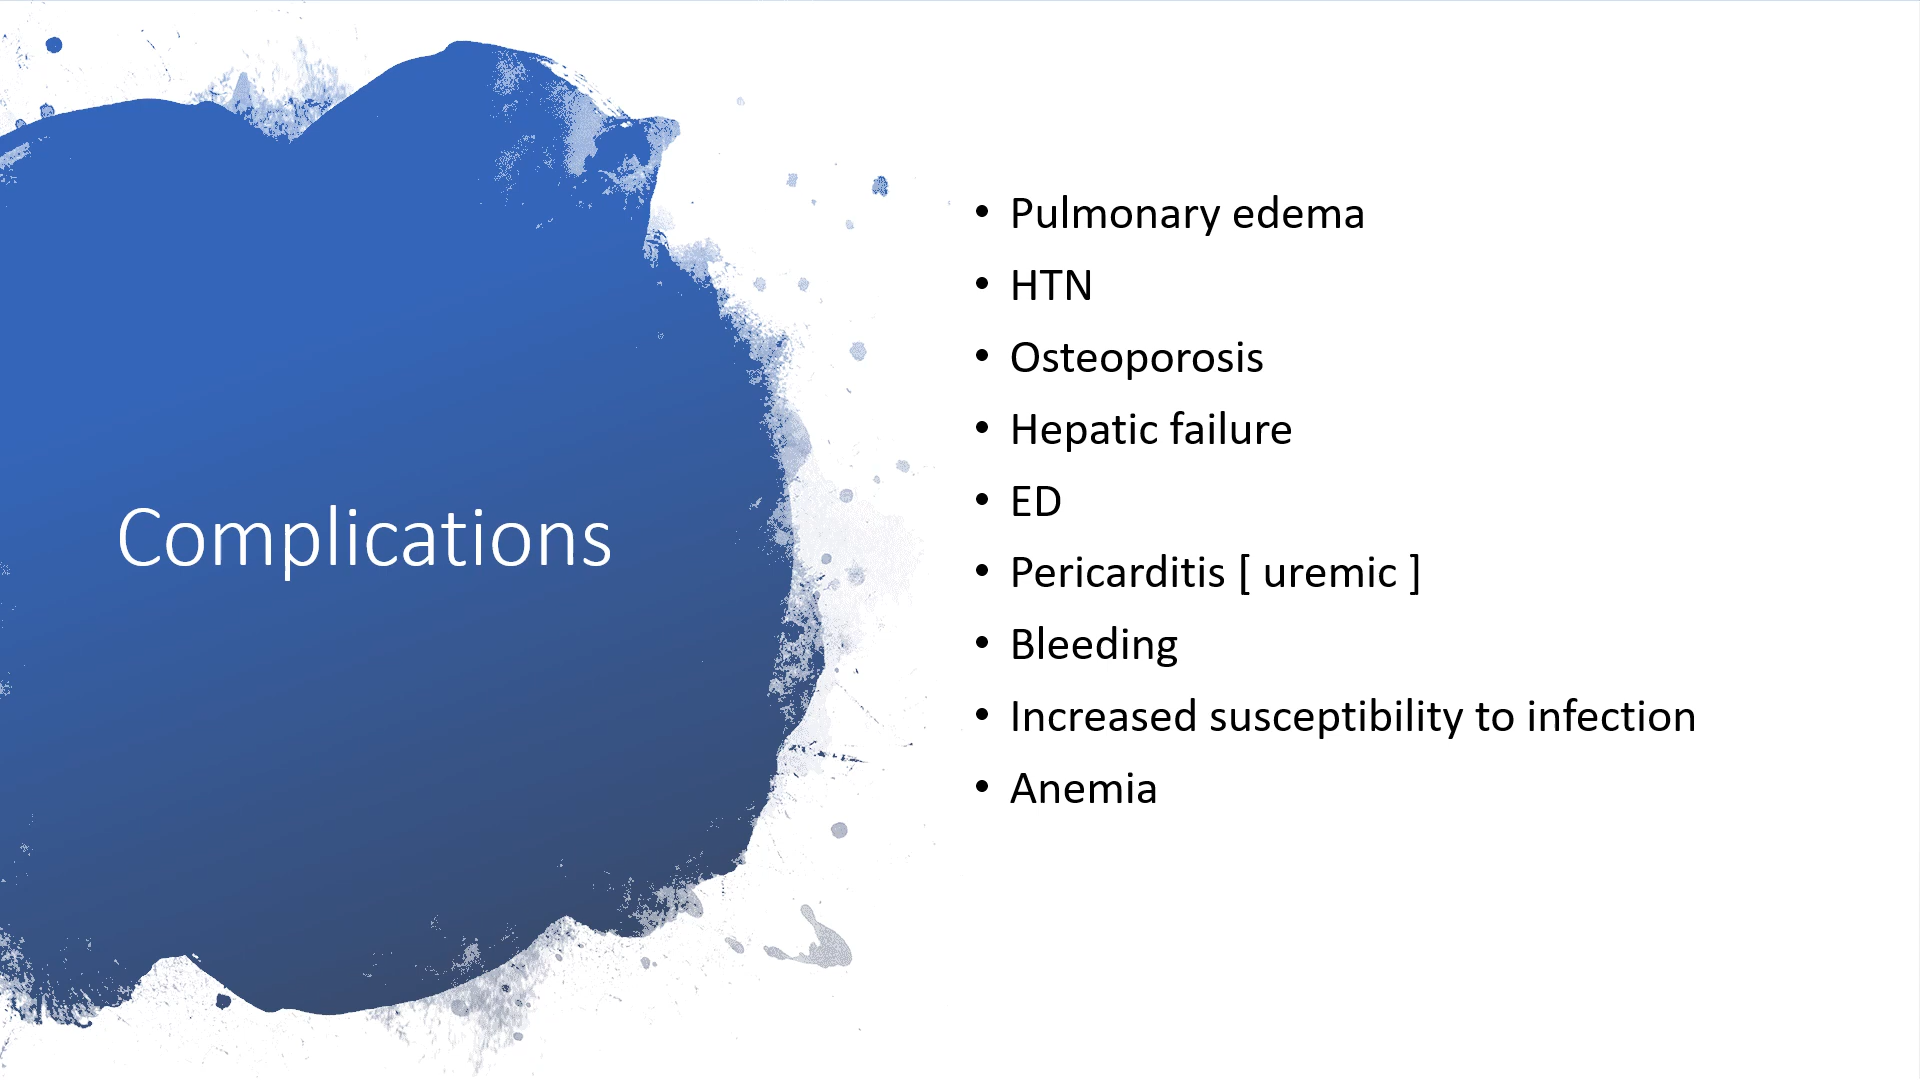 Complications
• Pulmonary edema
• HTN
• Osteoporosis
• Hepatic failure
• ED
• Pericarditis [ uremic ]
• Bleeding
• Increased susceptibility to infection
• Anemia